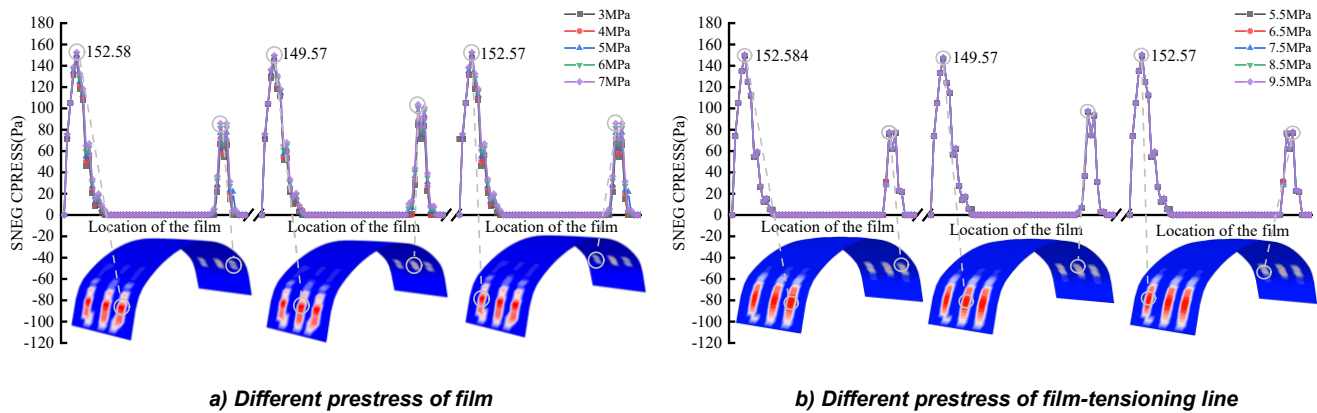 180
160
140
120
100
80
60
40
20
0
-20
-40
-60
-80
-100
-120
SNEG CPRESS(Pa)
152.58
149.57
152.57
3MPa
4MPa
5MPa
6MPa
7MPa
Location of the film
Location of the film
Location of the film
a) Different prestress of film
180
160
140
120
100
80
60
40
20
0
-20
-40
-60
-80
-100
-120
SNEG CPRESS(Pa)
152.584
149.57
152.57
5.5MPa
6.5MPa
7.5MPa
8.5MPa
9.5MPa
Location of the film
Location of the film
Location of the film
b) Different prestress of film-tensioning line